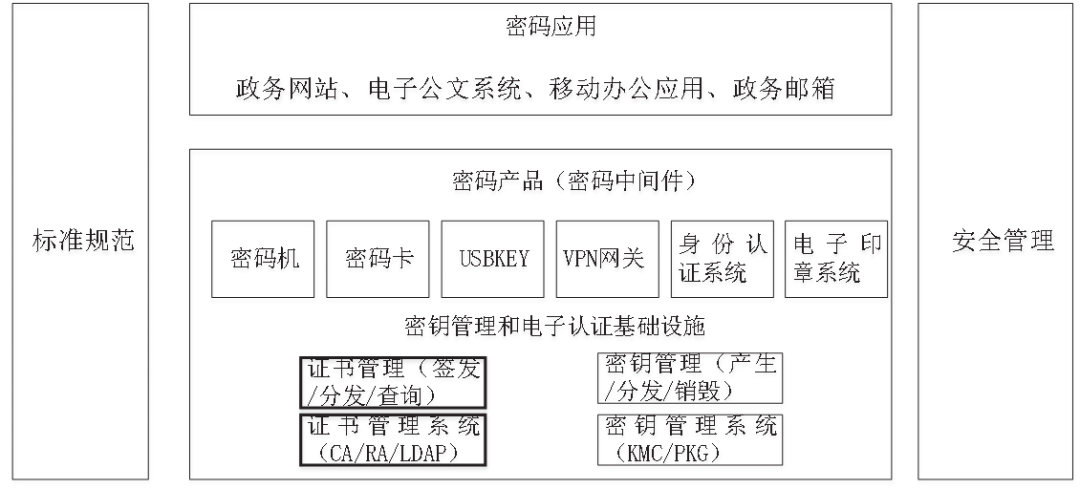 标准规范
密码应用
政务网站、电子公文系统、移动办公应用、政务邮箱
密码产品（密码中间件）
密码机
密码卡
USBKEY
VPN网关
身份认
证系统
电子印
章系统
密钥管理和电子认证基础设施
证书管理（签发
/分发/查询）
密钥管理（产生
/分发/销毁）
证书管理系统
（CA/RA/LDAP）
密钥管理系统
（KMC/PKG）
安全管理